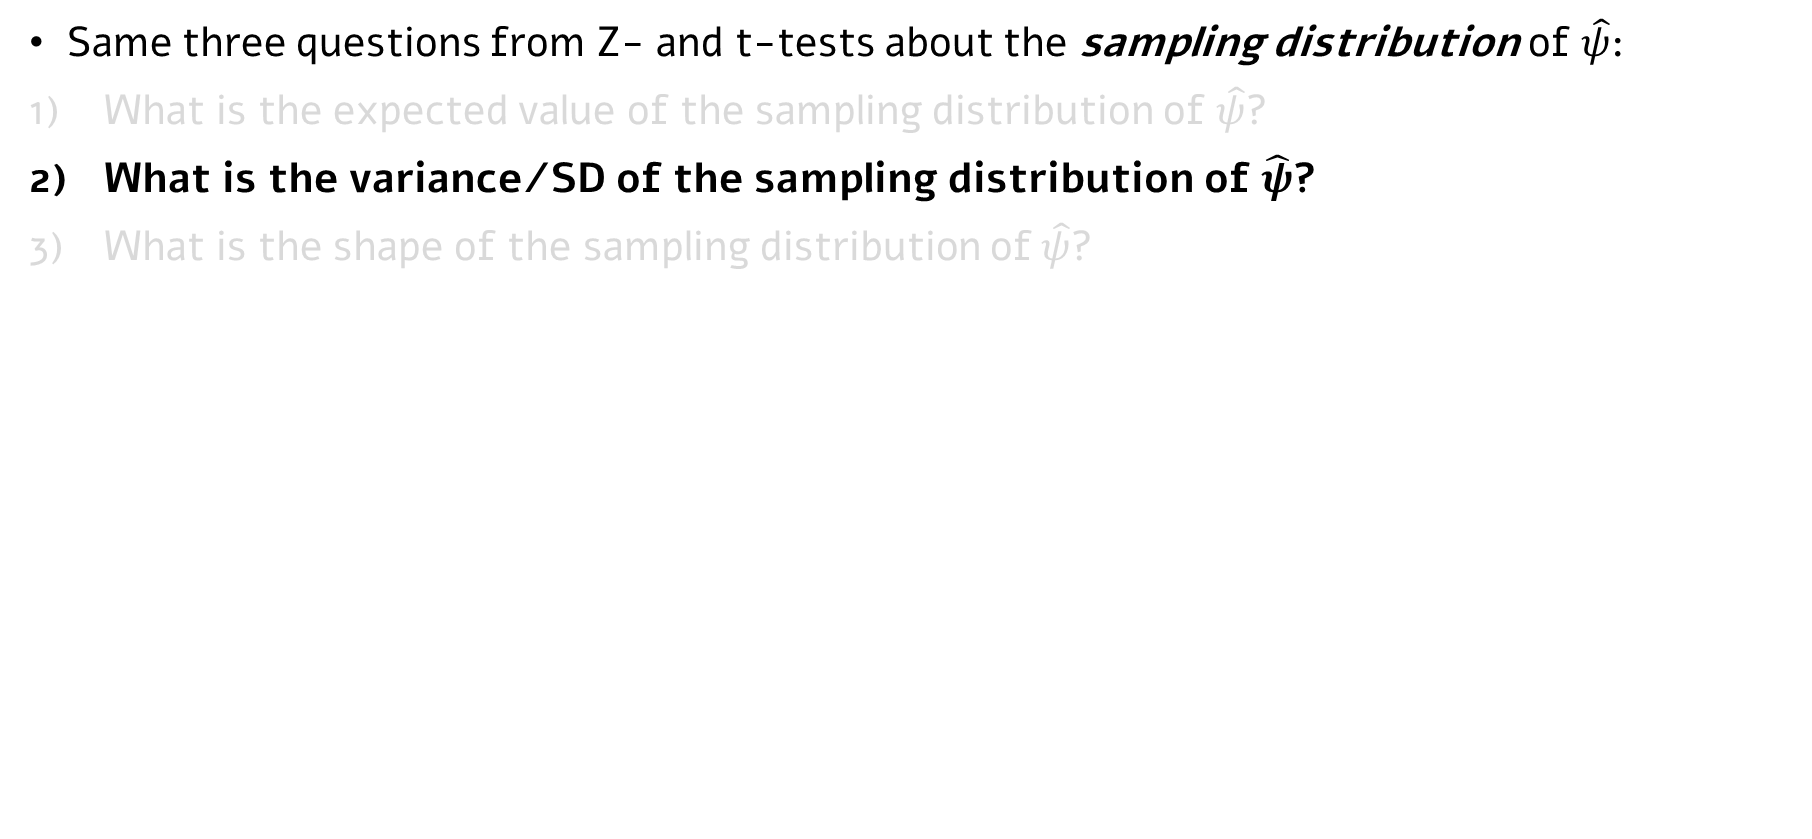 • Same three questions from Z- and t-tests about the sampling distribution of ψ̂:
1) What is the expected value of the sampling distribution of ψ̂?
2) What is the variance/SD of the sampling distribution of ψ̂?
3) What is the shape of the sampling distribution of ψ̂?